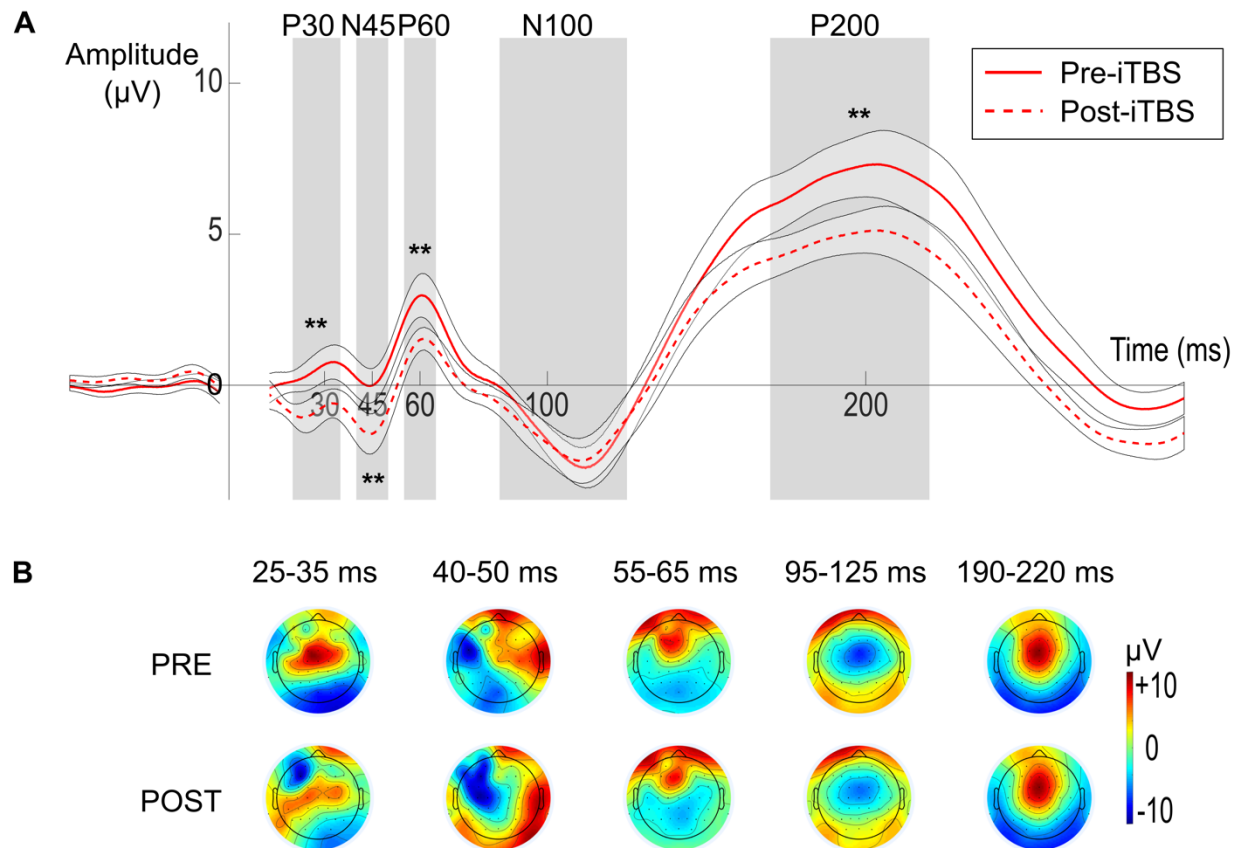 A
P30 N45 P60 N100 P200
Amplitude
(µV)
10
5
0
Pre-iTBS
Post-iTBS
**
**
**
**
Time (ms)
30 45 60 100 200
B
25-35 ms 40-50 ms 55-65 ms 95-125 ms 190-220 ms
PRE
POST
µV
+10
0
-10